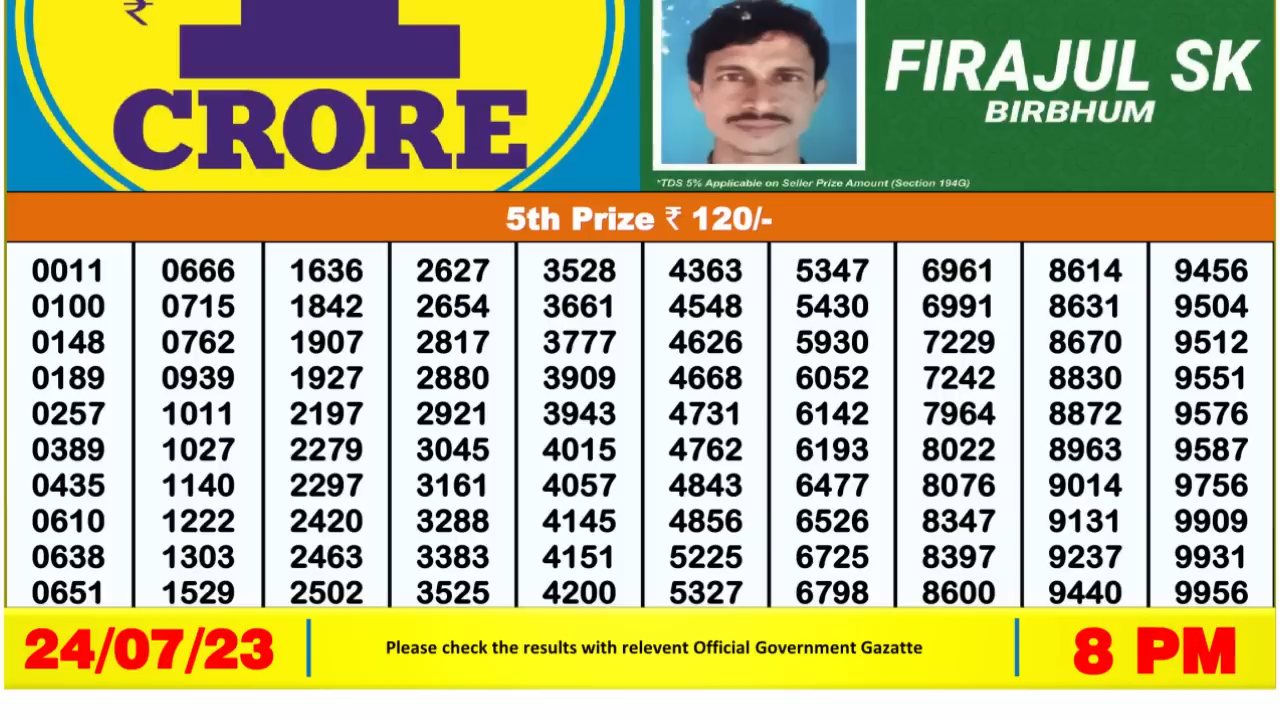 ₹ 1
CRORE
FIRAJUL SK
BIRBHUM
*TDS 5% Applicable on Seller Prize Amount (Section 194G)
5th Prize ₹ 120/-
0011 0666 1636 2627 3528 4363 5347 6961 8614 9456
0100 0715 1842 2654 3661 4548 5430 6991 8631 9504
0148 0762 1907 2817 3777 4626 5930 7229 8670 9512
0189 0939 1927 2880 3909 4668 6052 7242 8830 9551
0257 1011 2197 2921 3943 4731 6142 7964 8872 9576
0389 1027 2279 3045 4015 4762 6193 8022 8963 9587
0435 1140 2297 3161 4057 4843 6477 8076 9014 9756
0610 1222 2420 3288 4145 4856 6526 8347 9131 9909
0638 1303 2463 3383 4151 5225 6725 8397 9237 9931
0651 1529 2502 3525 4200 5327 6798 8600 9440 9956
24/07/23
Please check the results with relevent Official Government Gazatte
8 PM